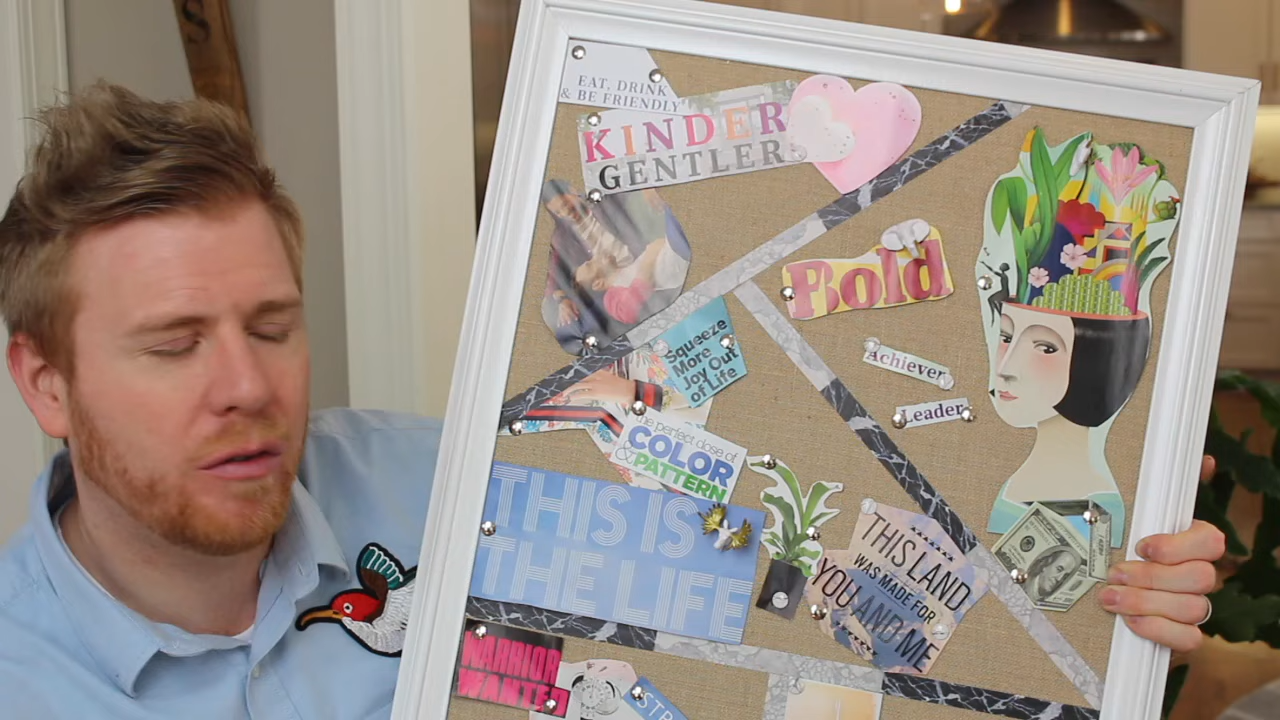 EAT, DRINK
& BE FRIENDLY
KINDER
GENTLER
Bold
Squeeze
More
Joy Out
of Life
Achiever
Leader
The perfect dose of
COLOR
& PATTERN
THIS IS
THE LIFE
THIS LAND
WAS MADE FOR
YOU AND ME
WARRIOR
WANTED
STR
S